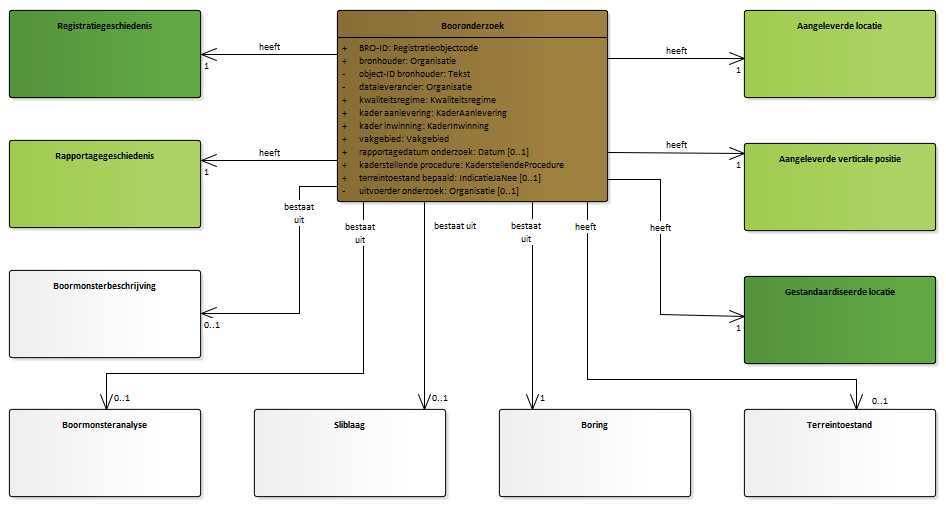 Registratiegeschiedenis
heeft
1
Booronderzoek
+ BRO-ID: Registratieobjectcode
+ bronhouder: Organisatie
- object-ID bronhouder: Tekst
- dataleverancier: Organisatie
+ kwaliteitsregime: Kwaliteitsregime
+ kader aanlevering: KaderAanlevering
+ kader inwinning: KaderInwinning
+ vakgebied: Vakgebied
+ rapportagedatum onderzoek: Datum [0..1]
+ kaderstellende procedure: KaderstellendeProcedure
+ terreintoestand bepaald: IndicatieJaNee [0..1]
- uitvoerder onderzoek: Organisatie [0..1]
heeft
1
Aangeleverde locatie
Rapportagegeschiedenis
heeft
1
heeft
1
Aangeleverde verticale positie
bestaat
uit
0..1
Boormonsterbeschrijving
heeft
1
Gestandaardiseerde locatie
bestaat
uit
0..1
Boormonsteranalyse
bestaat uit
0..1
Sliblaag
bestaat
uit
1
Boring
heeft
0..1
Terreintoestand